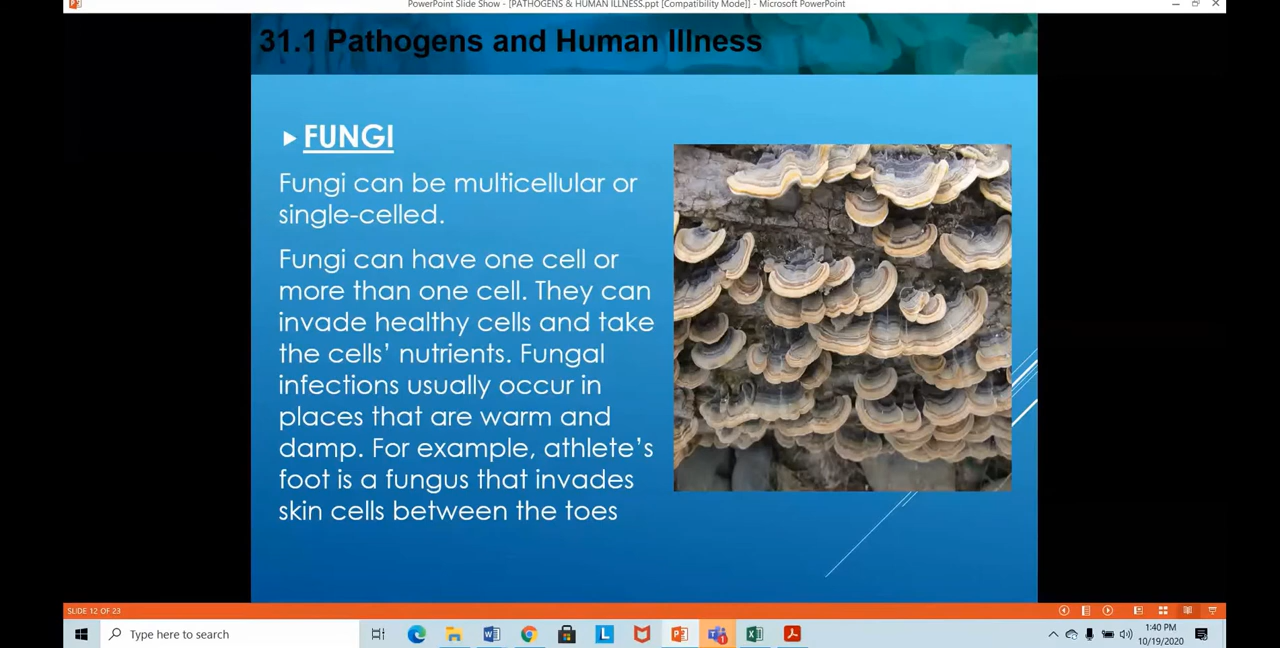 PowerPoint Slide Show - [PATHOGENS & HUMAN ILLNESS.ppt [Compatibility Mode]] - Microsoft PowerPoint
31.1 Pathogens and Human Illness
FUNGI
Fungi can be multicellular or
single-celled.
Fungi can have one cell or
more than one cell. They can
invade healthy cells and take
the cells’ nutrients. Fungal
infections usually occur in
places that are warm and
damp. For example, athlete’s
foot is a fungus that invades
skin cells between the toes
SLIDE 12 OF 23
Type here to search
1:40 PM
10/19/2020